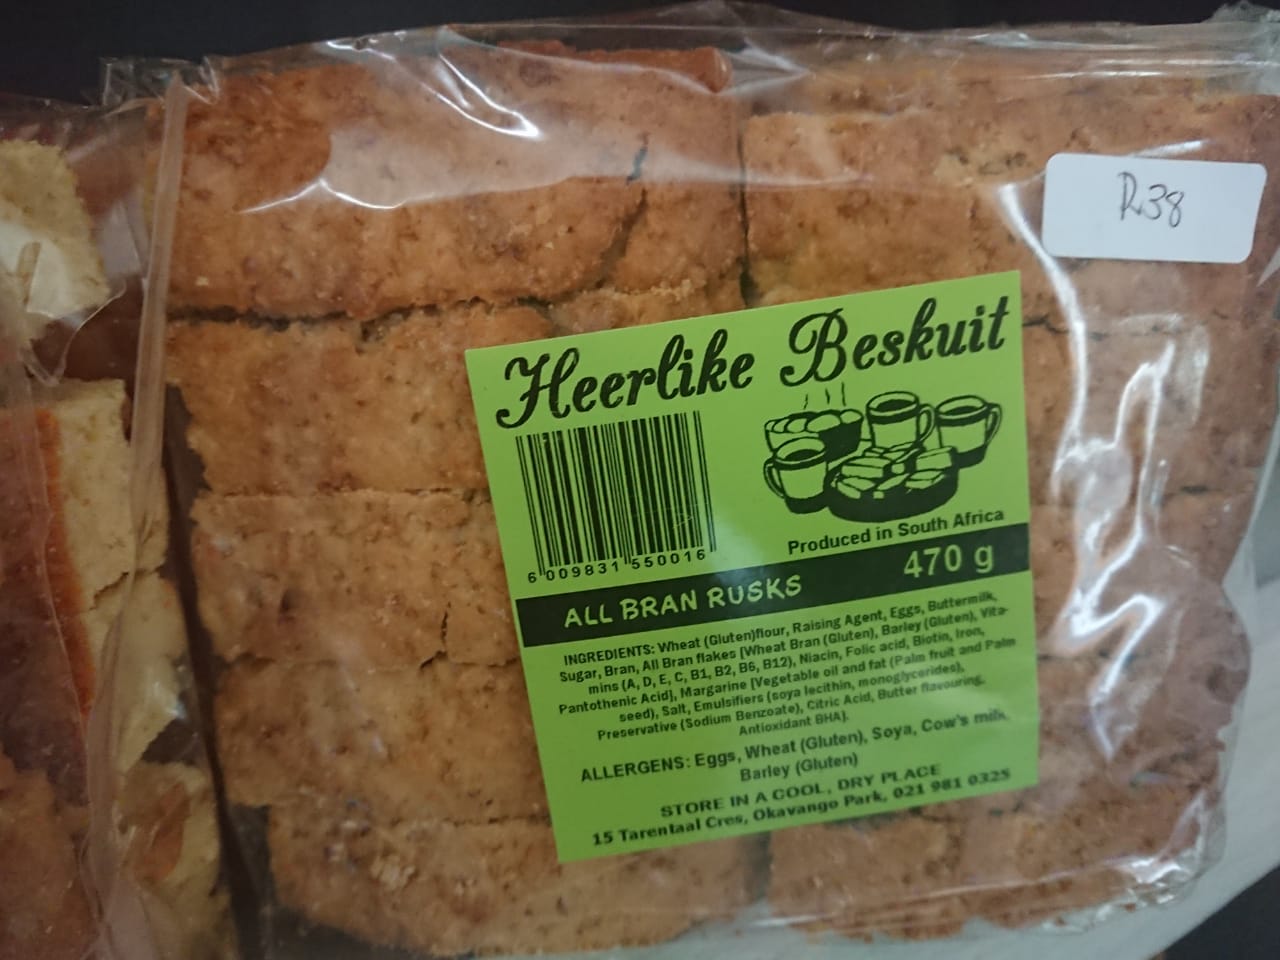 R38
Heerlike Beskuit
6 009831 550016
Produced in South Africa
470 g
ALL BRAN RUSKS
INGREDIENTS: Wheat (Gluten)flour, Raising Agent, Eggs, Buttermilk,
Sugar, Bran, All Bran flakes [Wheat Bran (Gluten), Barley (Gluten), Vita-
mins (A, D, E, C, B1, B2, B6, B12), Niacin, Folic acid, Biotin, Iron,
Pantothenic Acid], Margarine [Vegetable oil and fat (Palm fruit and Palm
seed), Salt, Emulsifiers (soya lecithin, monoglycerides),
Preservative (Sodium Benzoate), Citric Acid, Butter flavouring,
Antioxidant BHA].
ALLERGENS: Eggs, Wheat (Gluten), Soya, Cow's milk,
Barley (Gluten)
STORE IN A COOL, DRY PLACE
15 Tarentaal Cres, Okavango Park, 021 981 0325